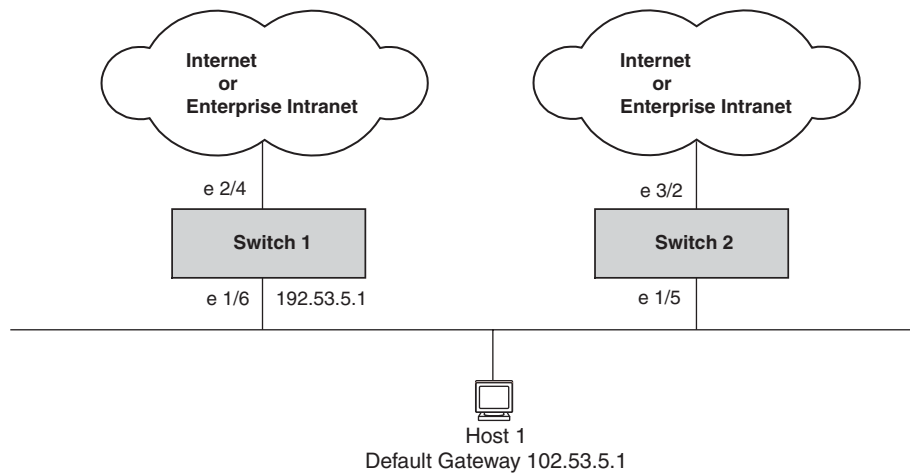 Internet
or
Enterprise Intranet
Internet
or
Enterprise Intranet
e 2/4
e 3/2
Switch 1
Switch 2
e 1/6
192.53.5.1
e 1/5
Host 1
Default Gateway 102.53.5.1